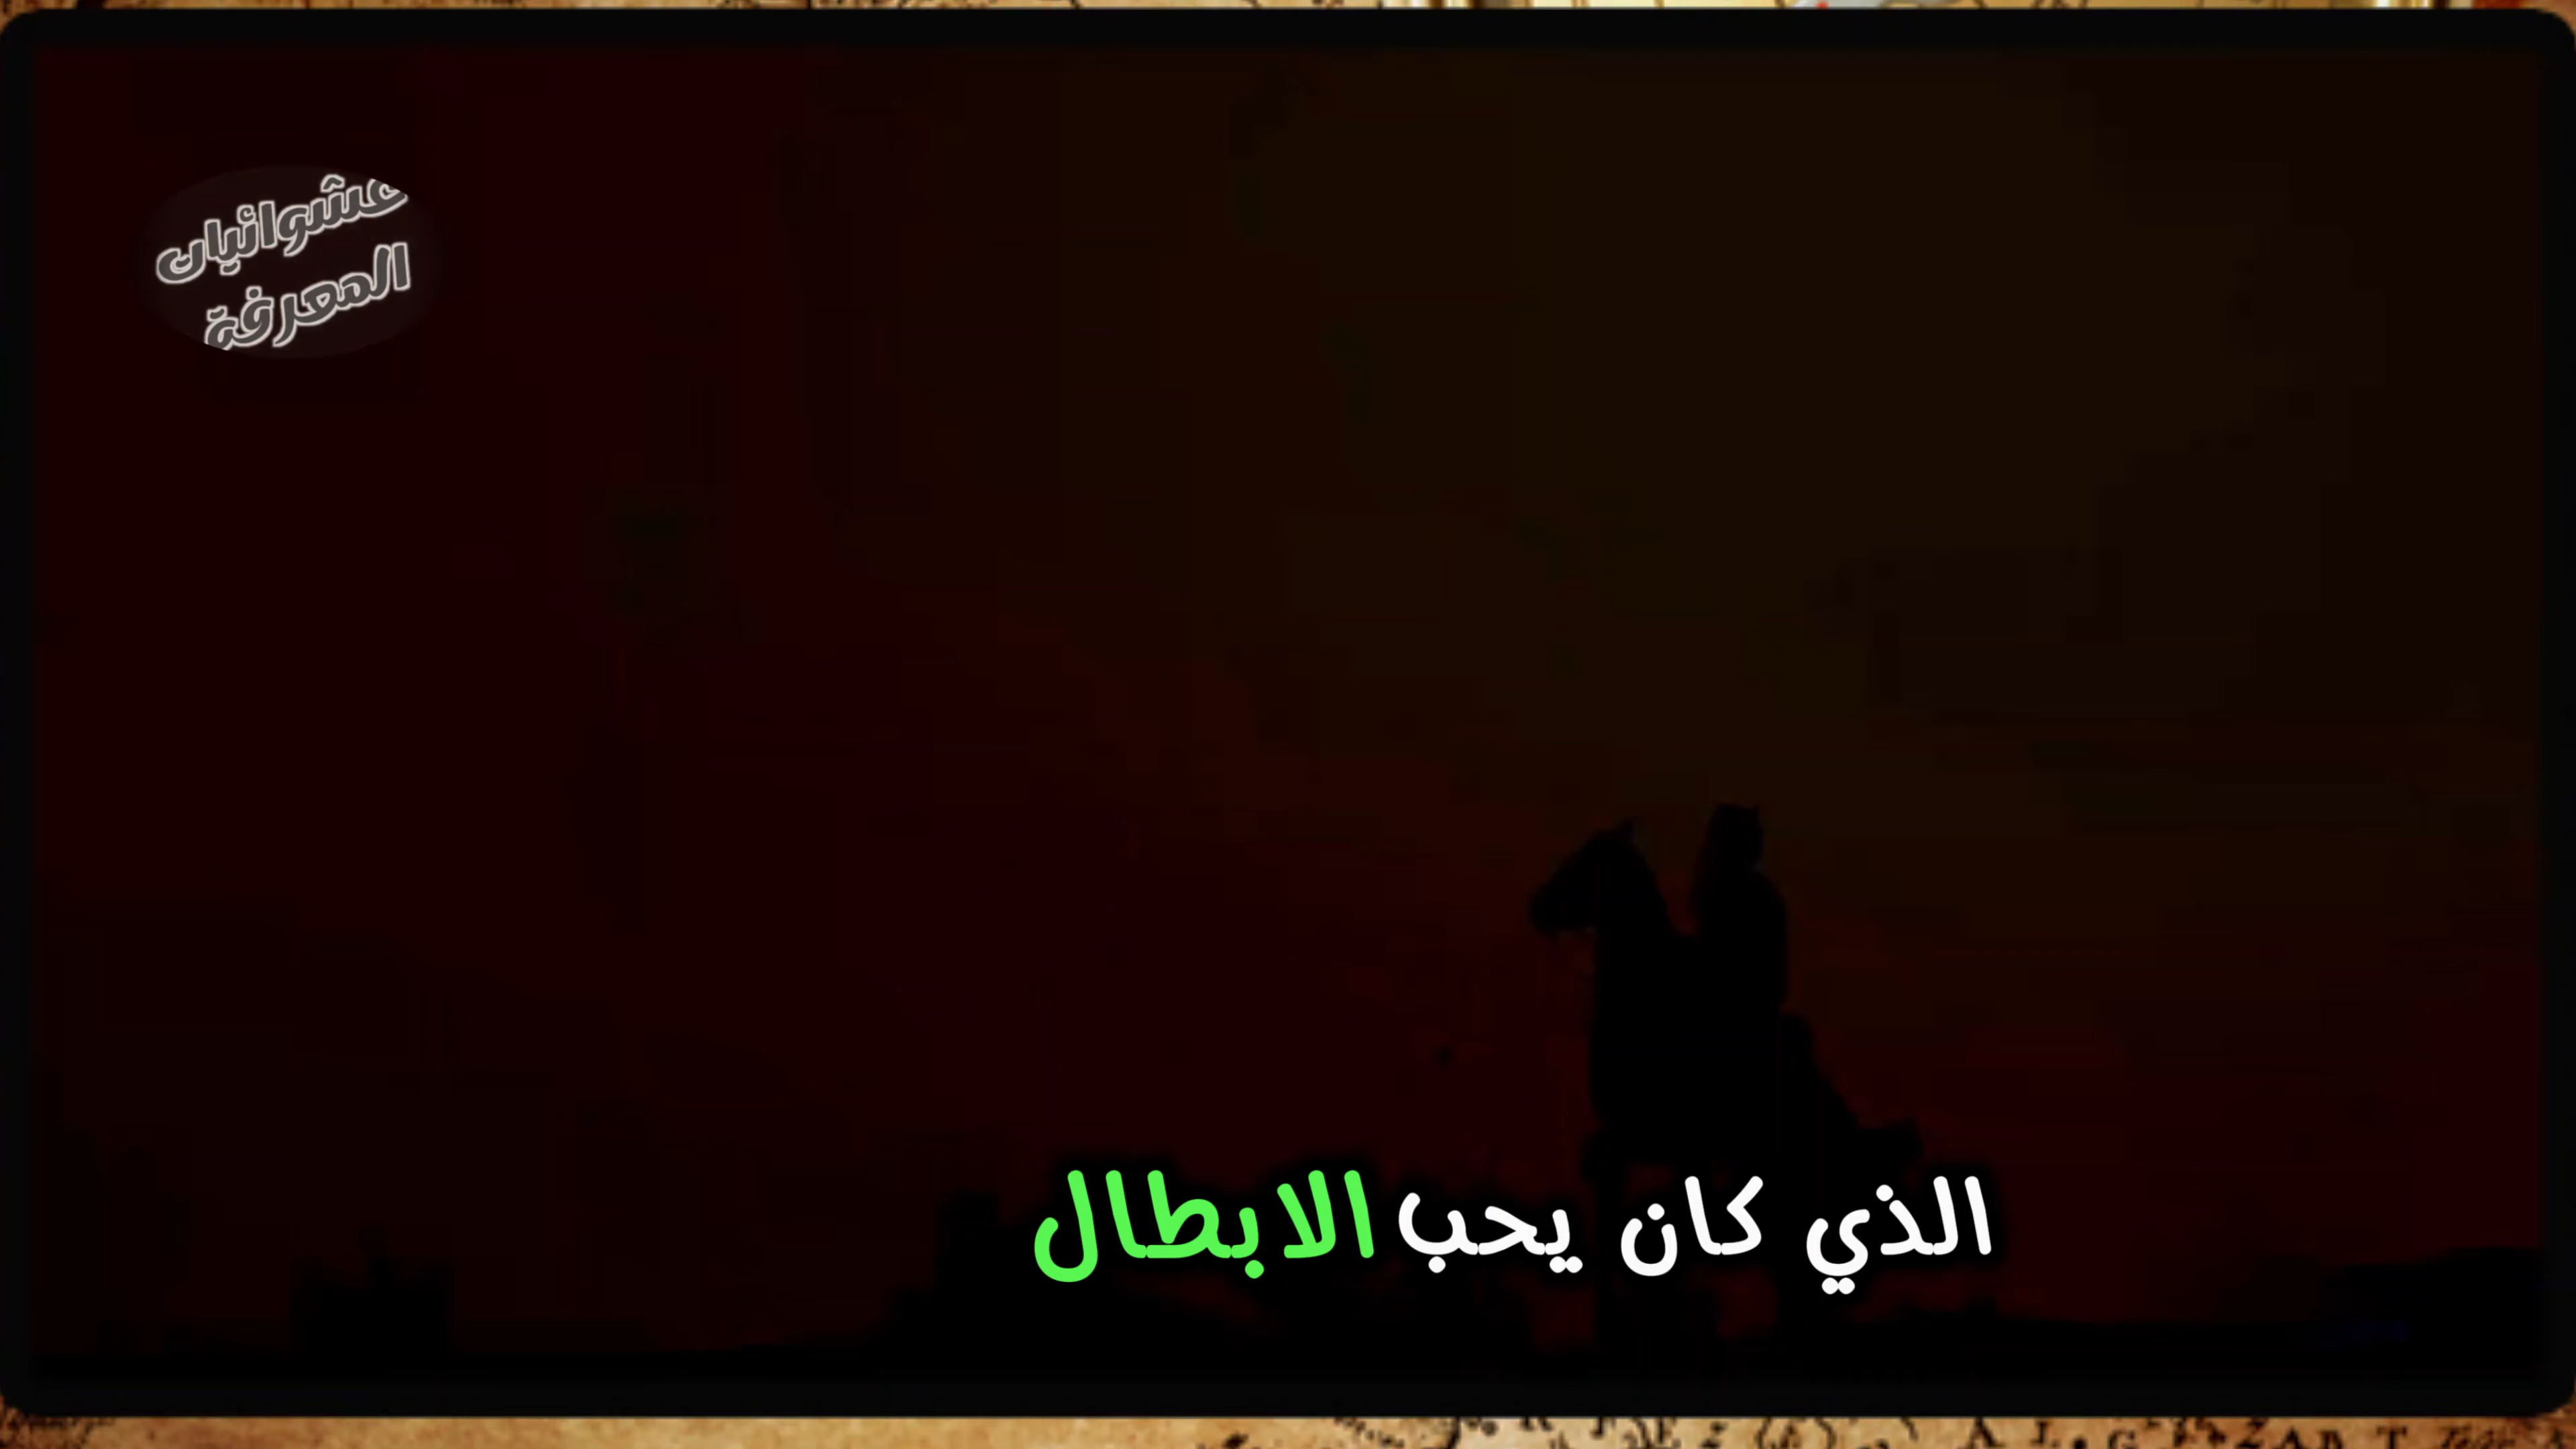 عشوائيات
المعرفة
الذي كان يحب الابطال